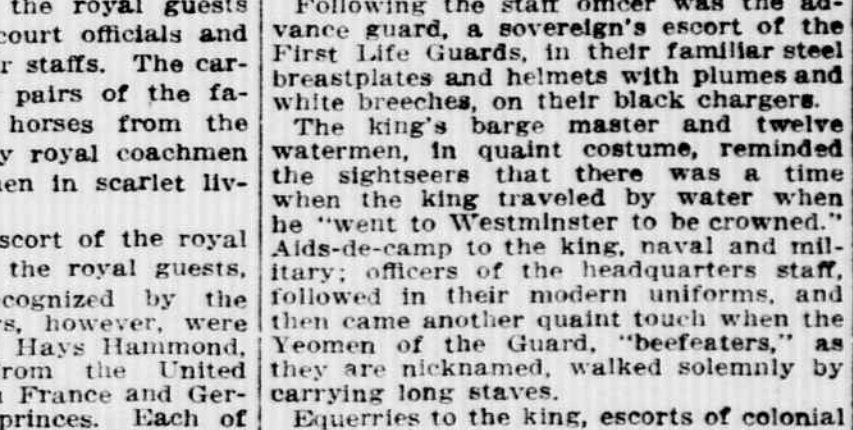 the royal guests
court officials and
r staffs. The car-
pairs of the fa-
horses from the
y royal coachmen
en in scarlet liv-
scort of the royal
the royal guests,
cognized by the
s, however, were
Hays Hammond,
rom the United
France and Ger-
princes. Each of
Following the staff officer was the ad-
vance guard, a sovereign's escort of the
First Life Guards, in their familiar steel
breastplates and helmets with plumes and
white breeches, on their black chargers.
The king's barge master and twelve
watermen, in quaint costume, reminded
the sightseers that there was a time
when the king traveled by water when
he "went to Westminster to be crowned."
Aids-de-camp to the king, naval and mil-
itary; officers of the headquarters staff,
followed in their modern uniforms, and
then came another quaint touch when the
Yeomen of the Guard, "beefeaters," as
they are nicknamed, walked solemnly by
carrying long staves.
Equerries to the king, escorts of colonial